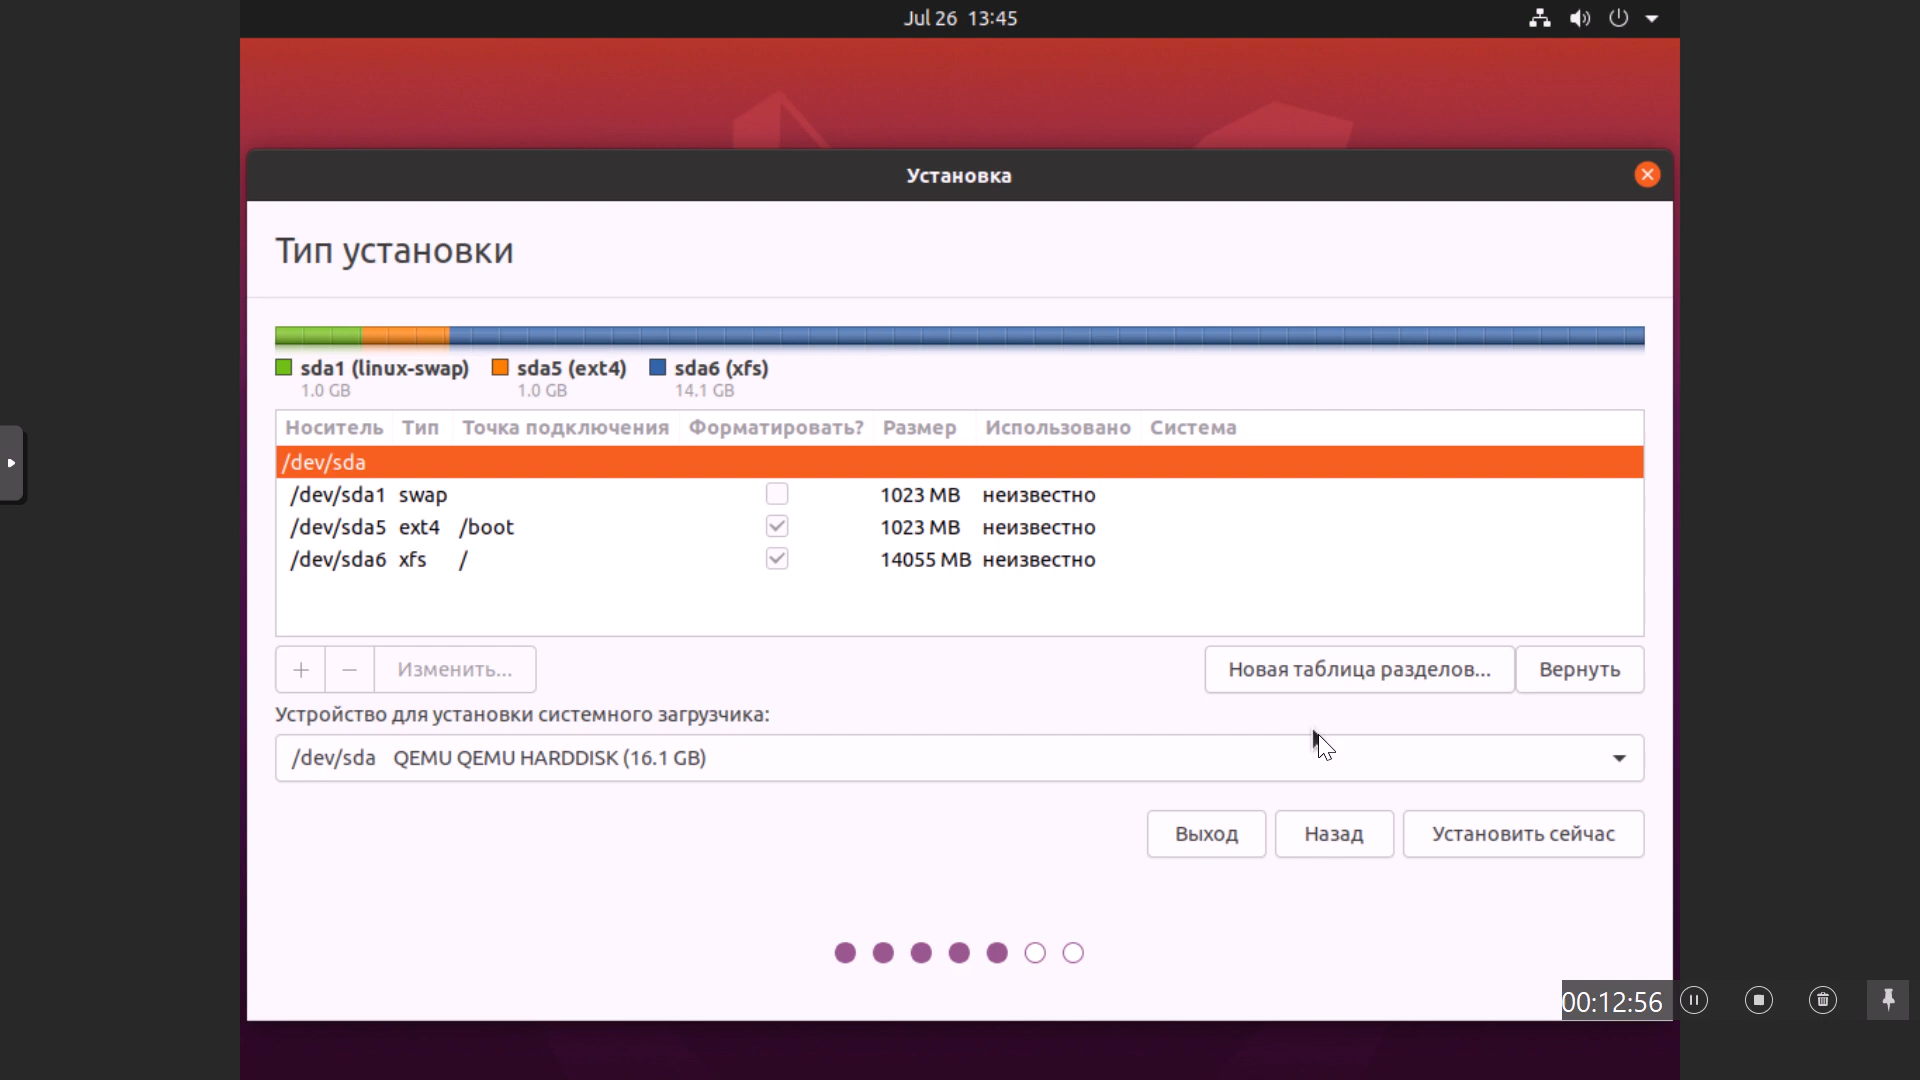 Jul 26 13:45
Установка
Тип установки
sda1 (linux-swap) sda5 (ext4) sda6 (xfs)
1.0 GB 1.0 GB 14.1 GB
Носитель Тип Точка подключения Форматировать? Размер Использовано Система
/dev/sda
/dev/sda1 swap 1023 MB неизвестно
/dev/sda5 ext4 /boot 1023 MB неизвестно
/dev/sda6 xfs / 14055 MB неизвестно
+ − Изменить... Новая таблица разделов... Вернуть
Устройство для установки системного загрузчика:
/dev/sda QEMU QEMU HARDDISK (16.1 GB)
Выход Назад Установить сейчас
00:12:56